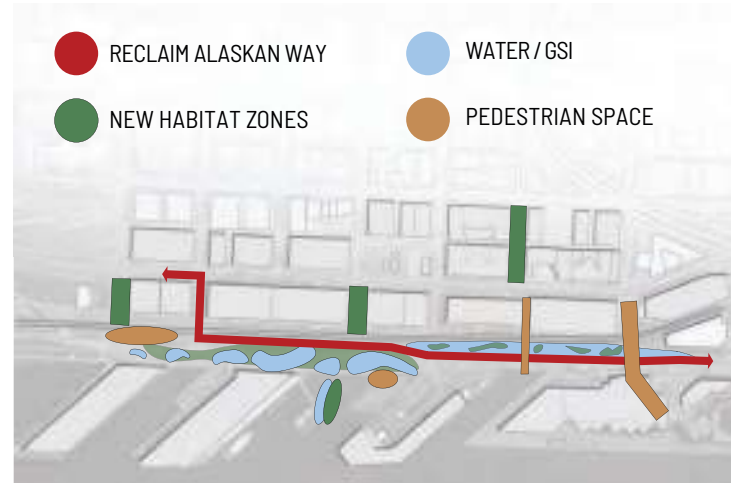 RECLAIM ALASKAN WAY
WATER / GSI
NEW HABITAT ZONES
PEDESTRIAN SPACE